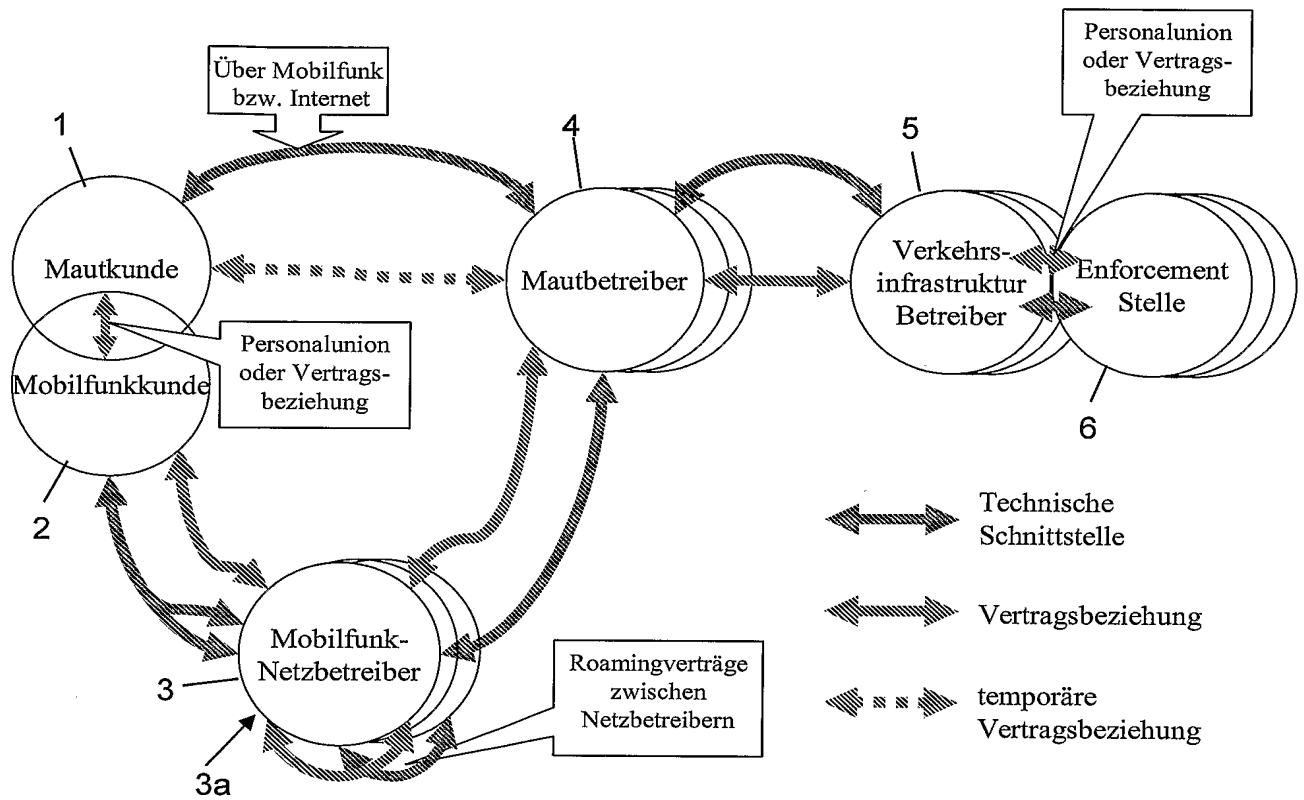 Über Mobilfunk
bzw. Internet
Personalunion
oder Vertrags-
beziehung
1
4
5
Mautkunde
Mautbetreiber
Verkehrs-
infrastruktur
Betreiber
Enforcement
Stelle
Mobilfunkkunde
Personalunion
oder Vertrags-
beziehung
2
6
Technische
Schnittstelle
Vertragsbeziehung
temporäre
Vertragsbeziehung
Mobilfunk-
Netzbetreiber
3
3a
Roamingverträge
zwischen
Netzbetreibern